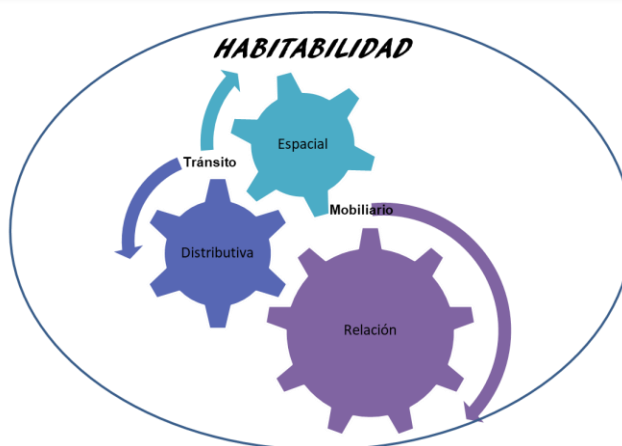 HABITABILIDAD
Espacial
Tránsito
Mobiliario
Distributiva
Relación